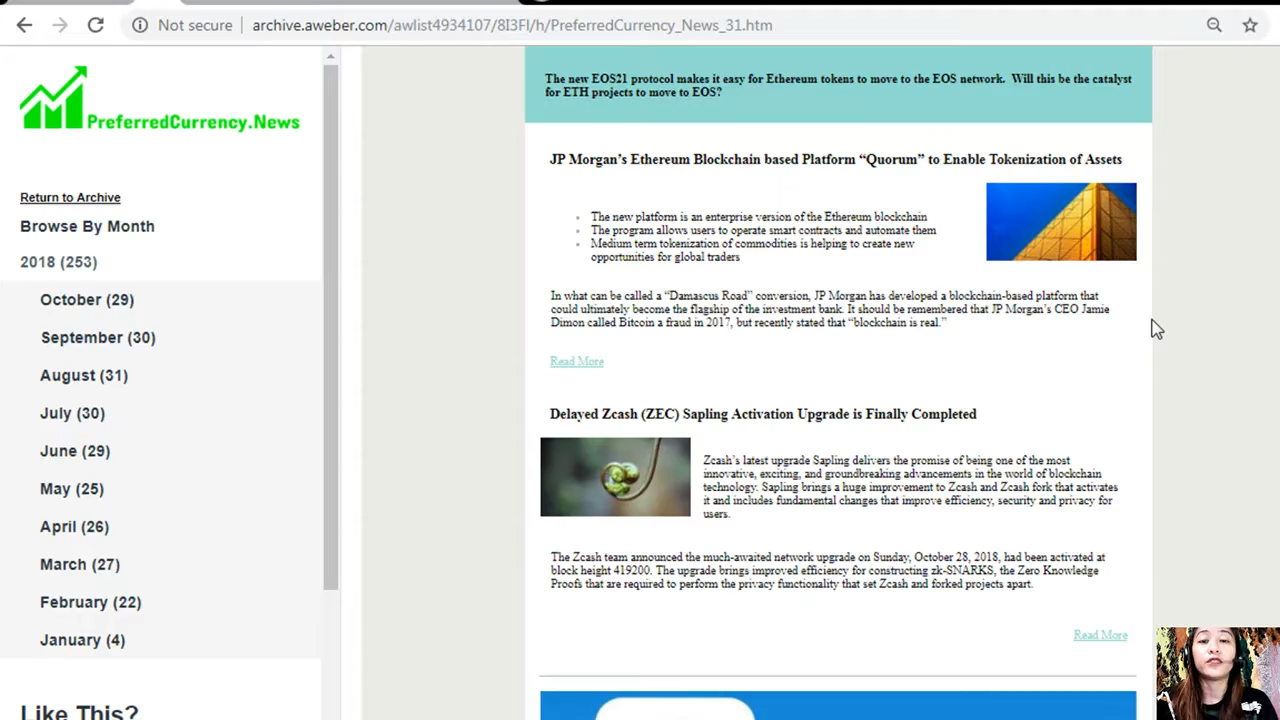 Not secure archive.aweber.com/awlist4934107/8I3Fl/h/PreferredCurrency_News_31.htm
PreferredCurrency.News
Return to Archive
Browse By Month
2018 (253)
October (29)
September (30)
August (31)
July (30)
June (29)
May (25)
April (26)
March (27)
February (22)
January (4)
Like This?
The new EOS21 protocol makes it easy for Ethereum tokens to move to the EOS network. Will this be the catalyst
for ETH projects to move to EOS?
JP Morgan's Ethereum Blockchain based Platform “Quorum” to Enable Tokenization of Assets
The new platform is an enterprise version of the Ethereum blockchain
The program allows users to operate smart contracts and automate them
Medium term tokenization of commodities is helping to create new
opportunities for global traders
In what can be called a “Damascus Road” conversion, JP Morgan has developed a blockchain-based platform that
could ultimately become the flagship of the investment bank. It should be remembered that JP Morgan's CEO Jamie
Dimon called Bitcoin a fraud in 2017, but recently stated that “blockchain is real.”
Read More
Delayed Zcash (ZEC) Sapling Activation Upgrade is Finally Completed
Zcash's latest upgrade Sapling delivers the promise of being one of the most
innovative, exciting, and groundbreaking advancements in the world of blockchain
technology. Sapling brings a huge improvement to Zcash and Zcash fork that activates
it and includes fundamental changes that improve efficiency, security and privacy for
users.
The Zcash team announced the much-awaited network upgrade on Sunday, October 28, 2018, had been activated at
block height 419200. The upgrade brings improved efficiency for constructing zk-SNARKS, the Zero Knowledge
Proofs that are required to perform the privacy functionality that set Zcash and forked projects apart.
Read More